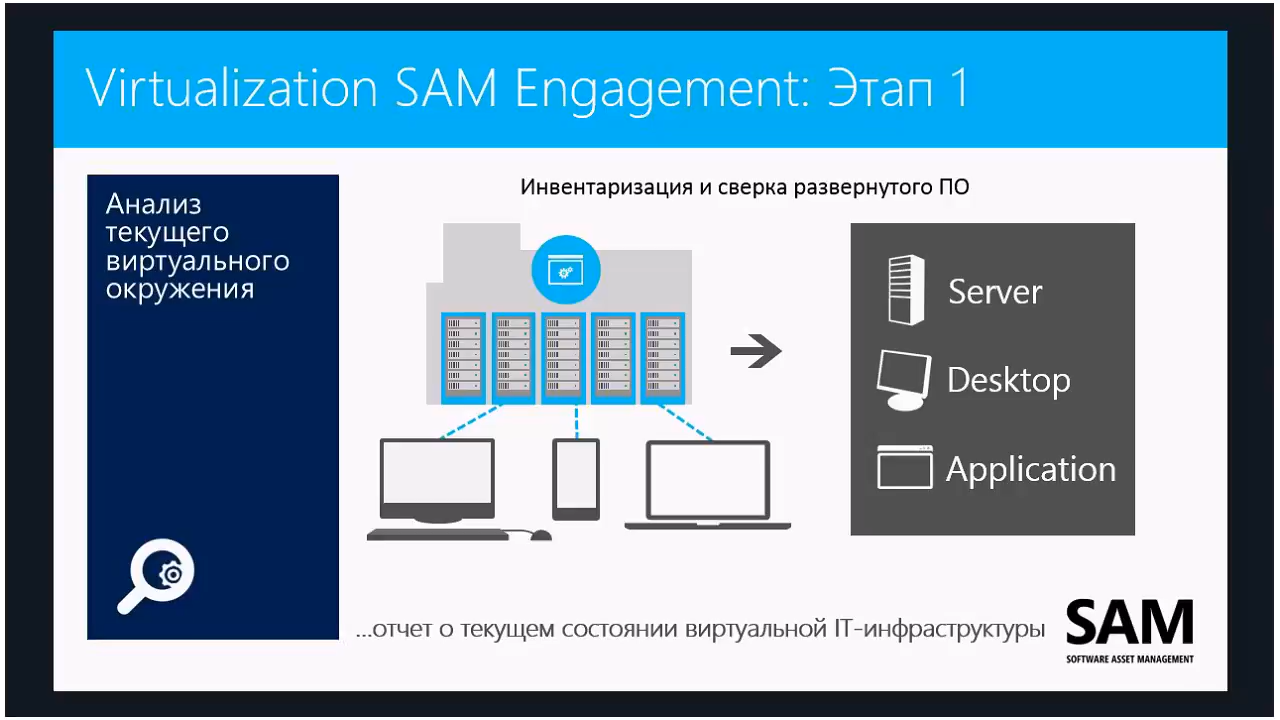 Virtualization SAM Engagement: Этап 1
Анализ
текущего
виртуального
окружения
Инвентаризация и сверка развернутого ПО
Server
Desktop
Application
...отчет о текущем состоянии виртуальной IT-инфраструктуры
SAM
SOFTWARE ASSET MANAGEMENT